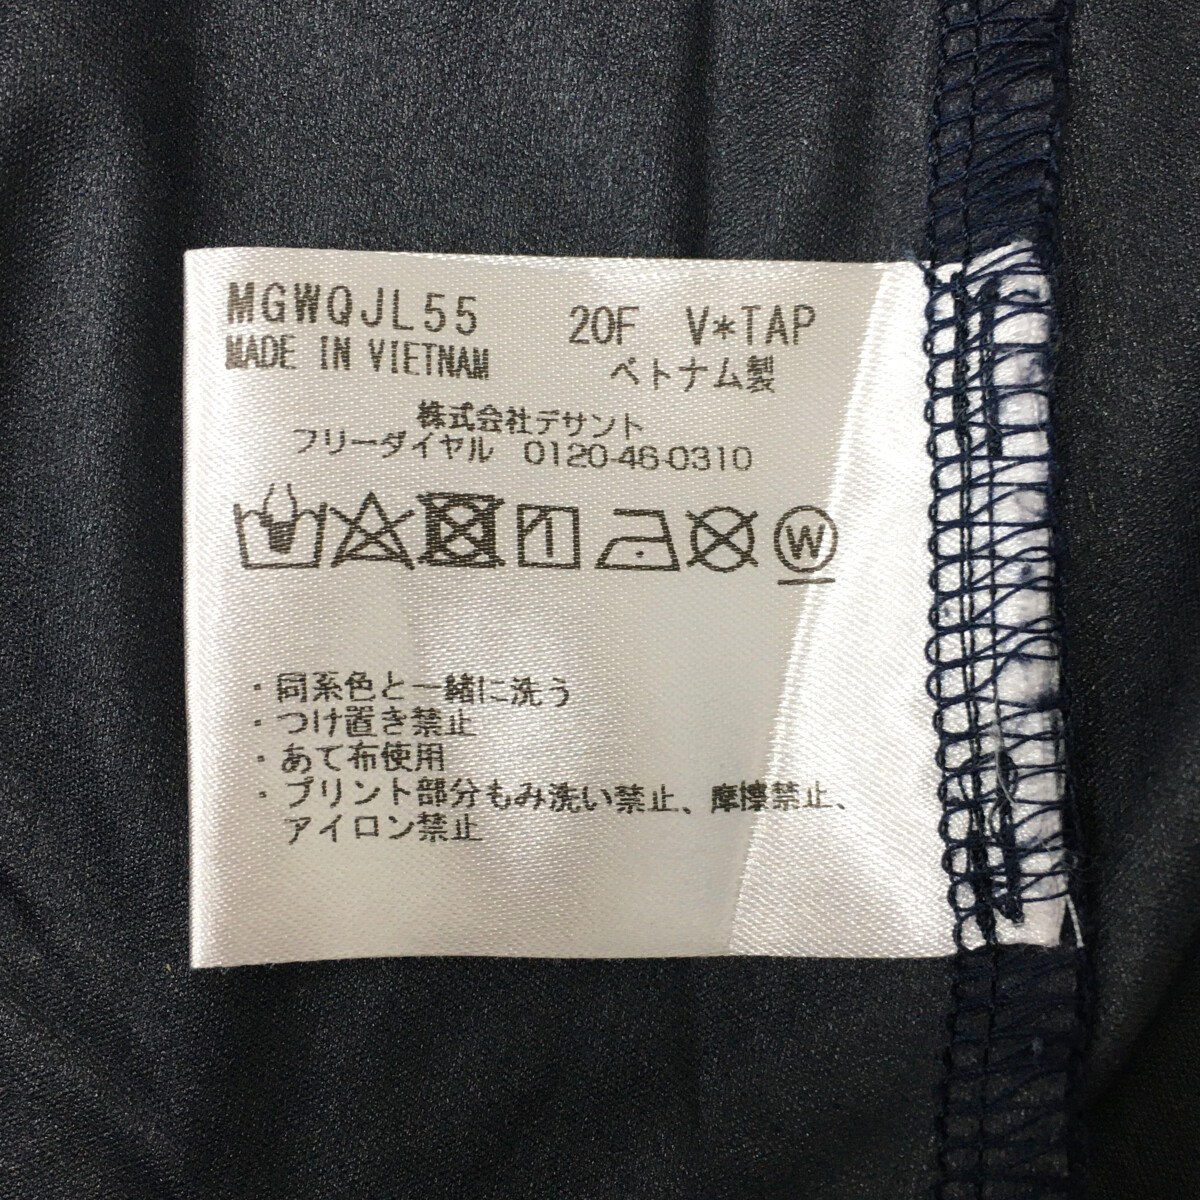 MGWQJL55 20F V*TAP
MADE IN VIETNAM ベトナム製
株式会社デサント
フリーダイヤル 0120-46-0310
W
・同系色と一緒に洗う
・つけ置き禁止
・あて布使用
・プリント部分もみ洗い禁止、摩擦禁止、
アイロン禁止